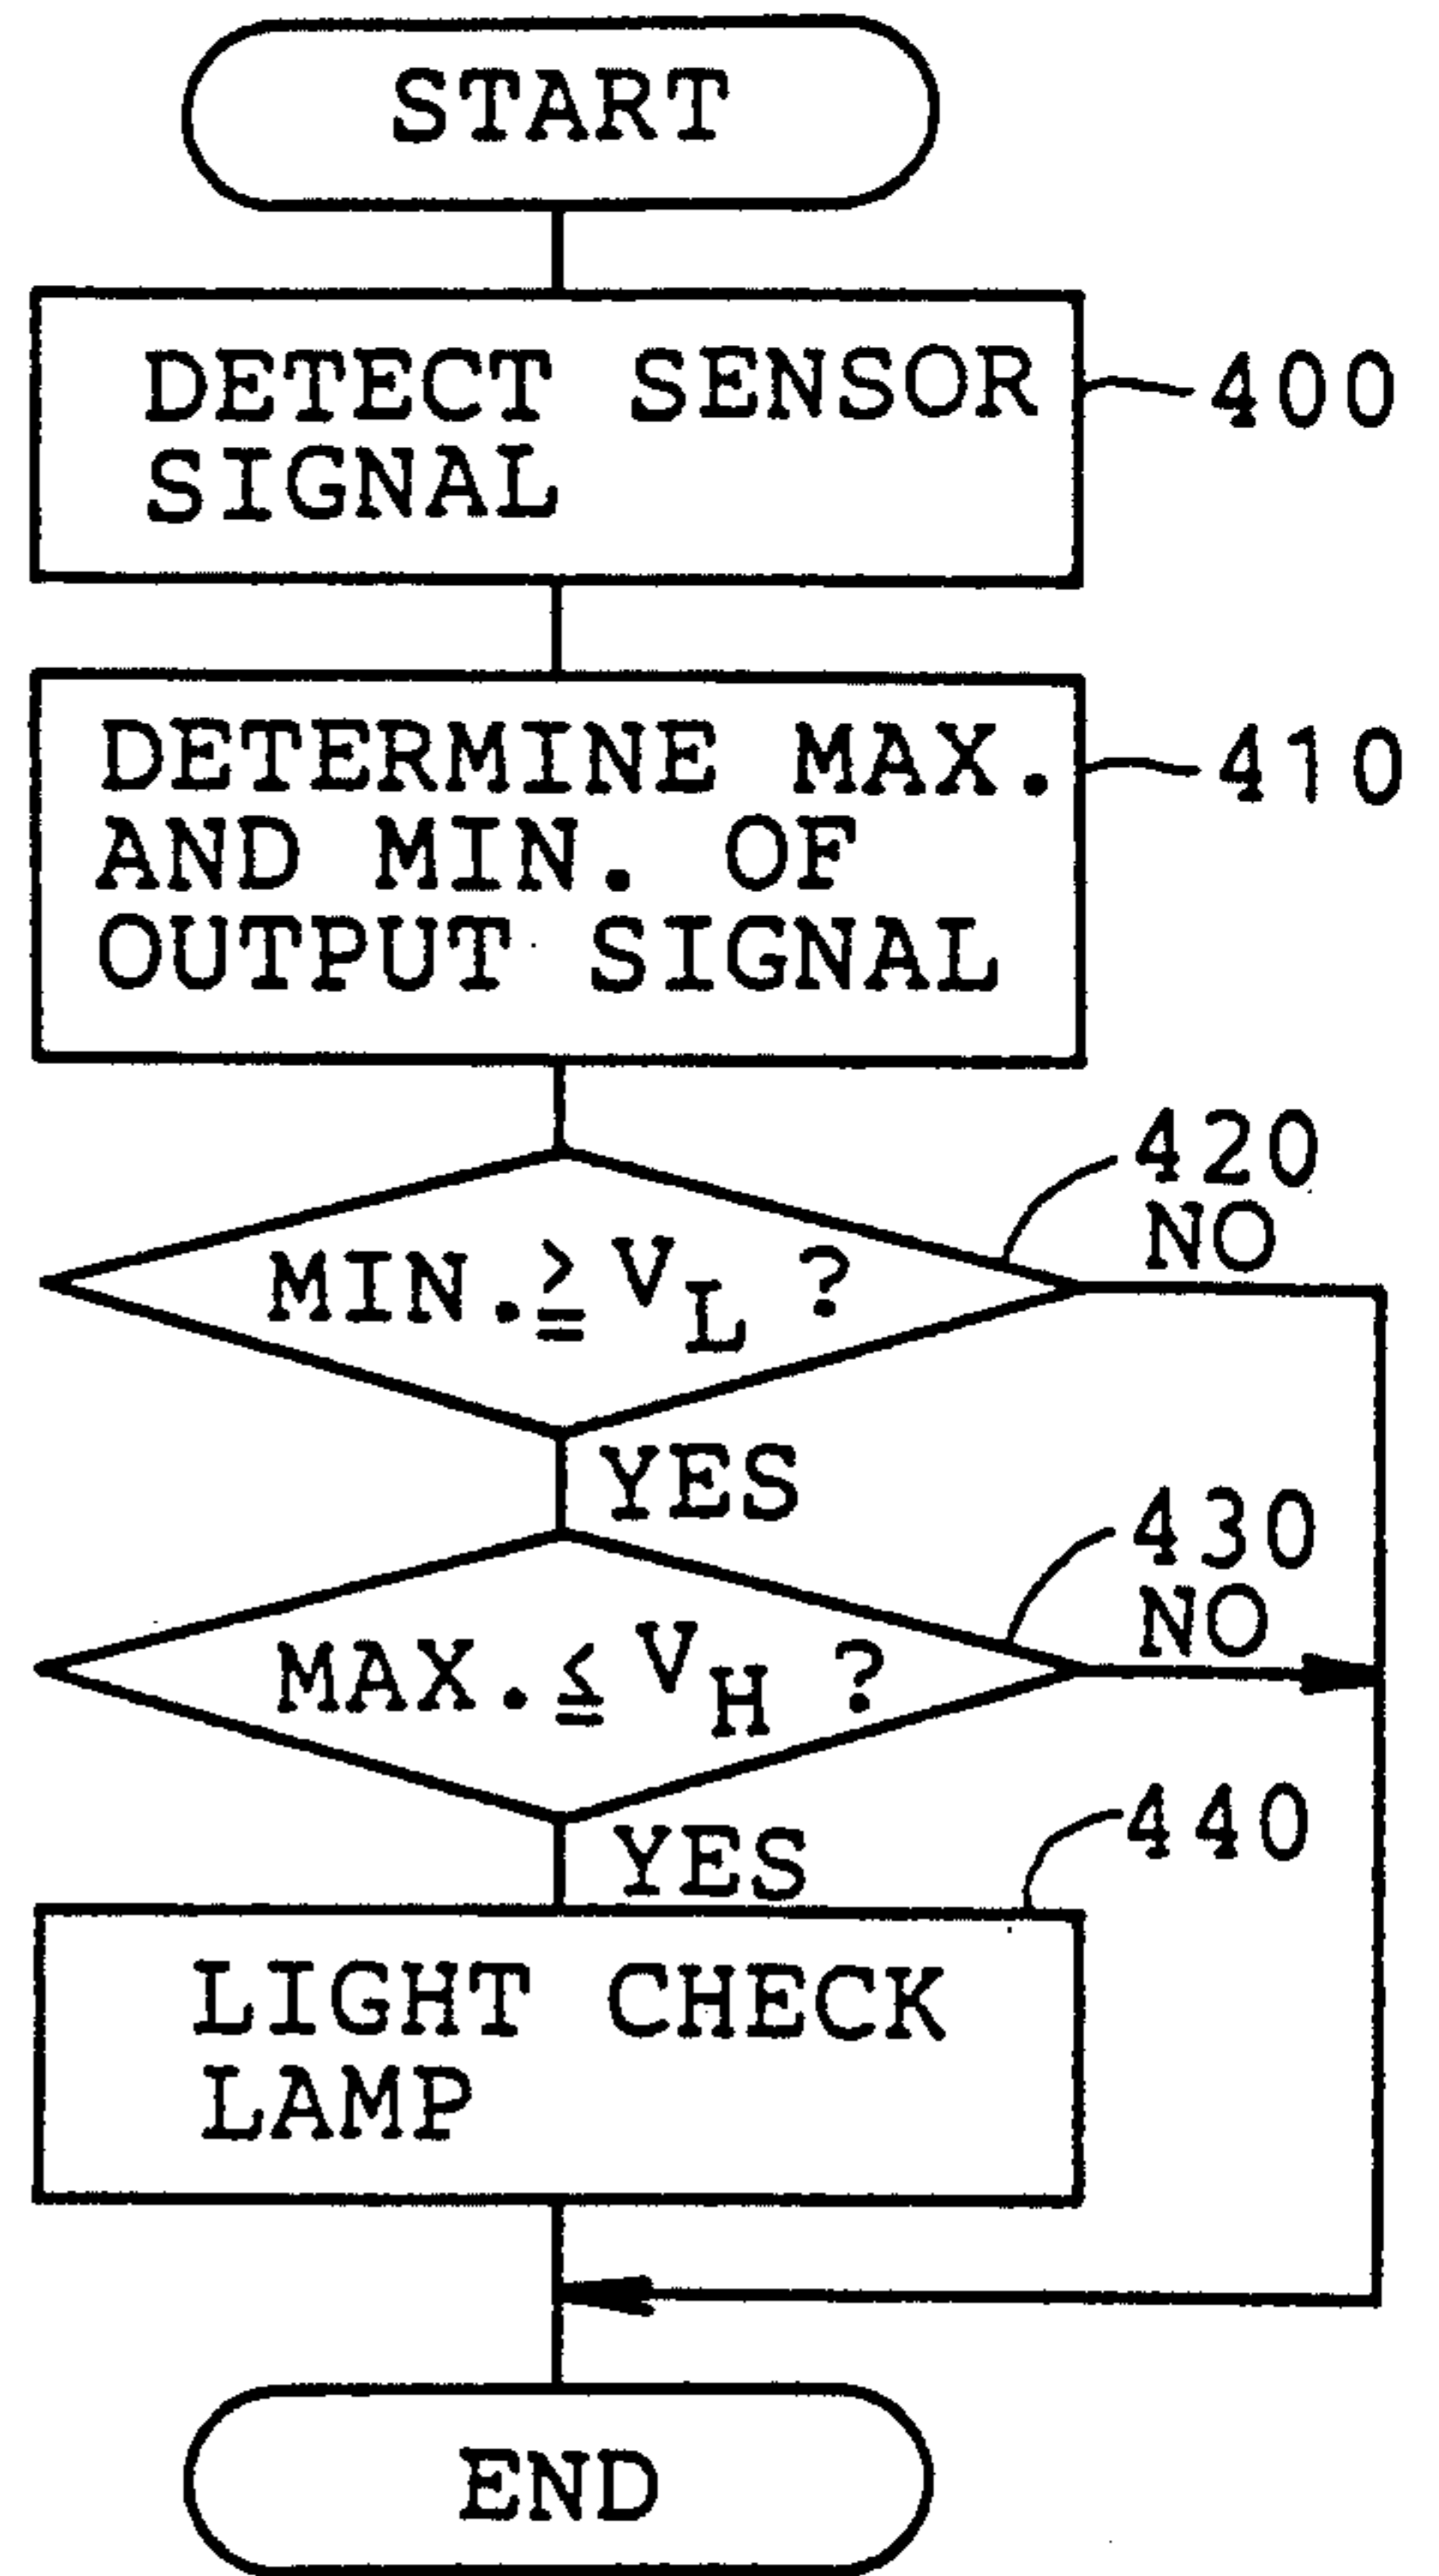 START
DETECT SENSOR
SIGNAL
400
DETERMINE MAX.
AND MIN. OF
OUTPUT SIGNAL
410
420
NO
MIN.≧VL ?
YES
430
NO
MAX.≦VH ?
YES
440
LIGHT CHECK
LAMP
END